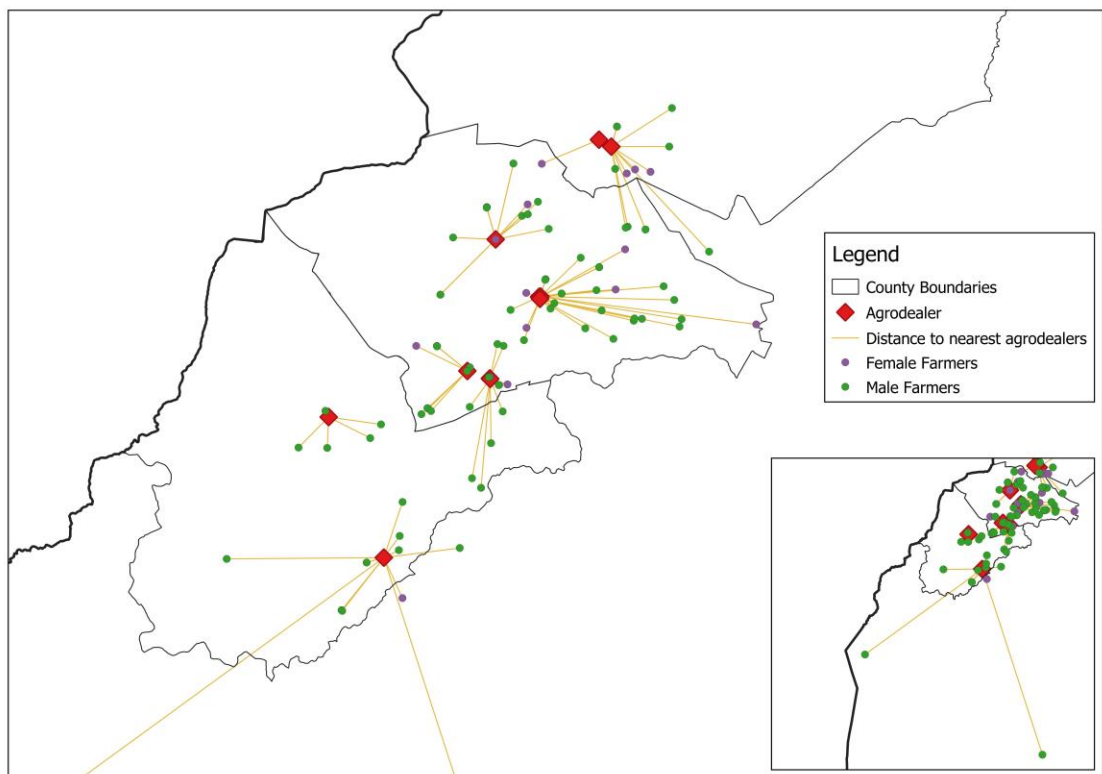 Legend
County Boundaries
Agrodealer
Distance to nearest agrodealers
Female Farmers
Male Farmers